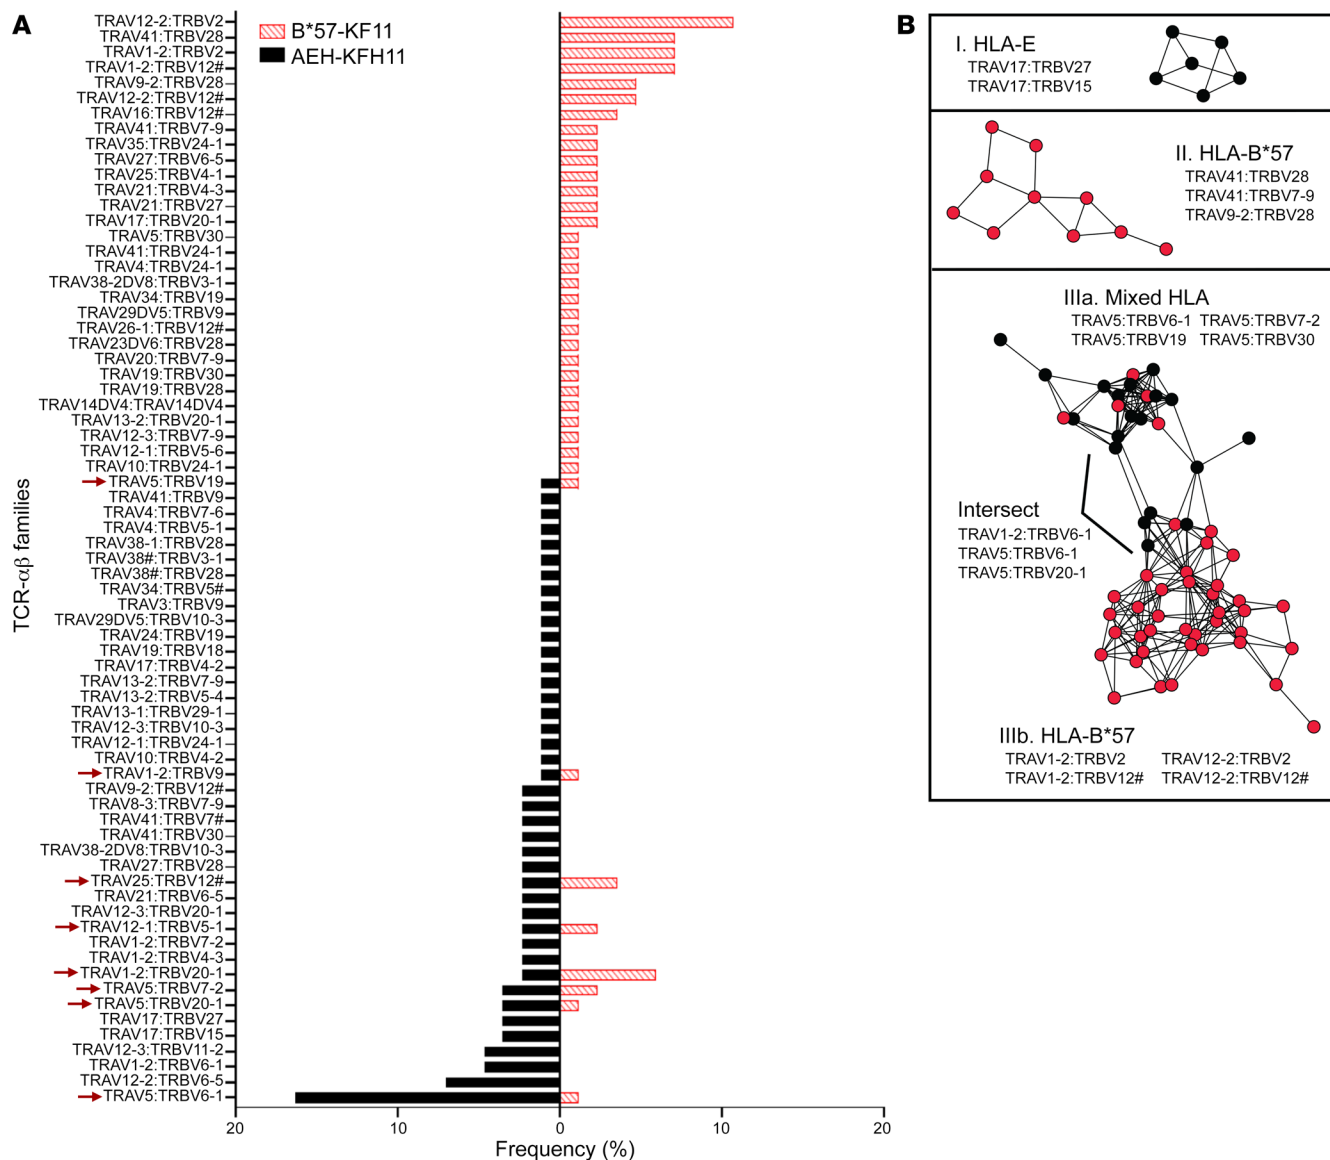 A
TRAV12-2:TRBV2
TRAV41:TRBV28
TRAV1-2:TRBV2
TRAV1-2:TRBV12#
TRAV9-2:TRBV28
TRAV12-2:TRBV12#
TRAV16:TRBV12#
TRAV41:TRBV7-9
TRAV35:TRBV24-1
TRAV27:TRBV6-5
TRAV25:TRBV4-1
TRAV21:TRBV4-3
TRAV21:TRBV27
TRAV17:TRBV20-1
TRAV5:TRBV30
TRAV41:TRBV24-1
TRAV4:TRBV24-1
TRAV38-2DV8:TRBV3-1
TRAV34:TRBV19
TRAV29DV5:TRBV9
TRAV26-1:TRBV12#
TRAV23DV6:TRBV28
TRAV20:TRBV7-9
TRAV19:TRBV30
TRAV19:TRBV28
TRAV14DV4:TRAV14DV4
TRAV13-2:TRBV20-1
TRAV12-3:TRBV7-9
TRAV12-1:TRBV5-6
TRAV10:TRBV24-1
TRAV5:TRBV19
TRAV41:TRBV9
TRAV4:TRBV7-6
TRAV4:TRBV5-1
TRAV38-1:TRBV28
TRAV38#:TRBV3-1
TRAV38#:TRBV28
TRAV34:TRBV5#
TRAV3:TRBV9
TRAV29DV5:TRBV10-3
TRAV24:TRBV19
TRAV19:TRBV18
TRAV17:TRBV4-2
TRAV13-2:TRBV7-9
TRAV13-2:TRBV5-4
TRAV13-1:TRBV29-1
TRAV12-3:TRBV10-3
TRAV12-1:TRBV24-1
TRAV10:TRBV4-2
TRAV1-2:TRBV9
TRAV9-2:TRBV12#
TRAV8-3:TRBV7-9
TRAV41:TRBV7#
TRAV41:TRBV30
TRAV38-2DV8:TRBV10-3
TRAV27:TRBV28
TRAV25:TRBV12#
TRAV21:TRBV6-5
TRAV12-3:TRBV20-1
TRAV12-1:TRBV5-1
TRAV1-2:TRBV7-2
TRAV1-2:TRBV4-3
TRAV1-2:TRBV20-1
TRAV5:TRBV7-2
TRAV5:TRBV20-1
TRAV17:TRBV27
TRAV17:TRBV15
TRAV12-3:TRBV11-2
TRAV1-2:TRBV6-1
TRAV12-2:TRBV6-5
TRAV5:TRBV6-1
TCR-αβ families
20 10 0 10 20
Frequency (%)
B*57-KF11
AEH-KFH11
B
I. HLA-E
TRAV17:TRBV27
TRAV17:TRBV15
II. HLA-B*57
TRAV41:TRBV28
TRAV41:TRBV7-9
TRAV9-2:TRBV28
IIIa. Mixed HLA
TRAV5:TRBV6-1 TRAV5:TRBV7-2
TRAV5:TRBV19 TRAV5:TRBV30
Intersect
TRAV1-2:TRBV6-1
TRAV5:TRBV6-1
TRAV5:TRBV20-1
IIIb. HLA-B*57
TRAV1-2:TRBV2 TRAV12-2:TRBV2
TRAV1-2:TRBV12# TRAV12-2:TRBV12#